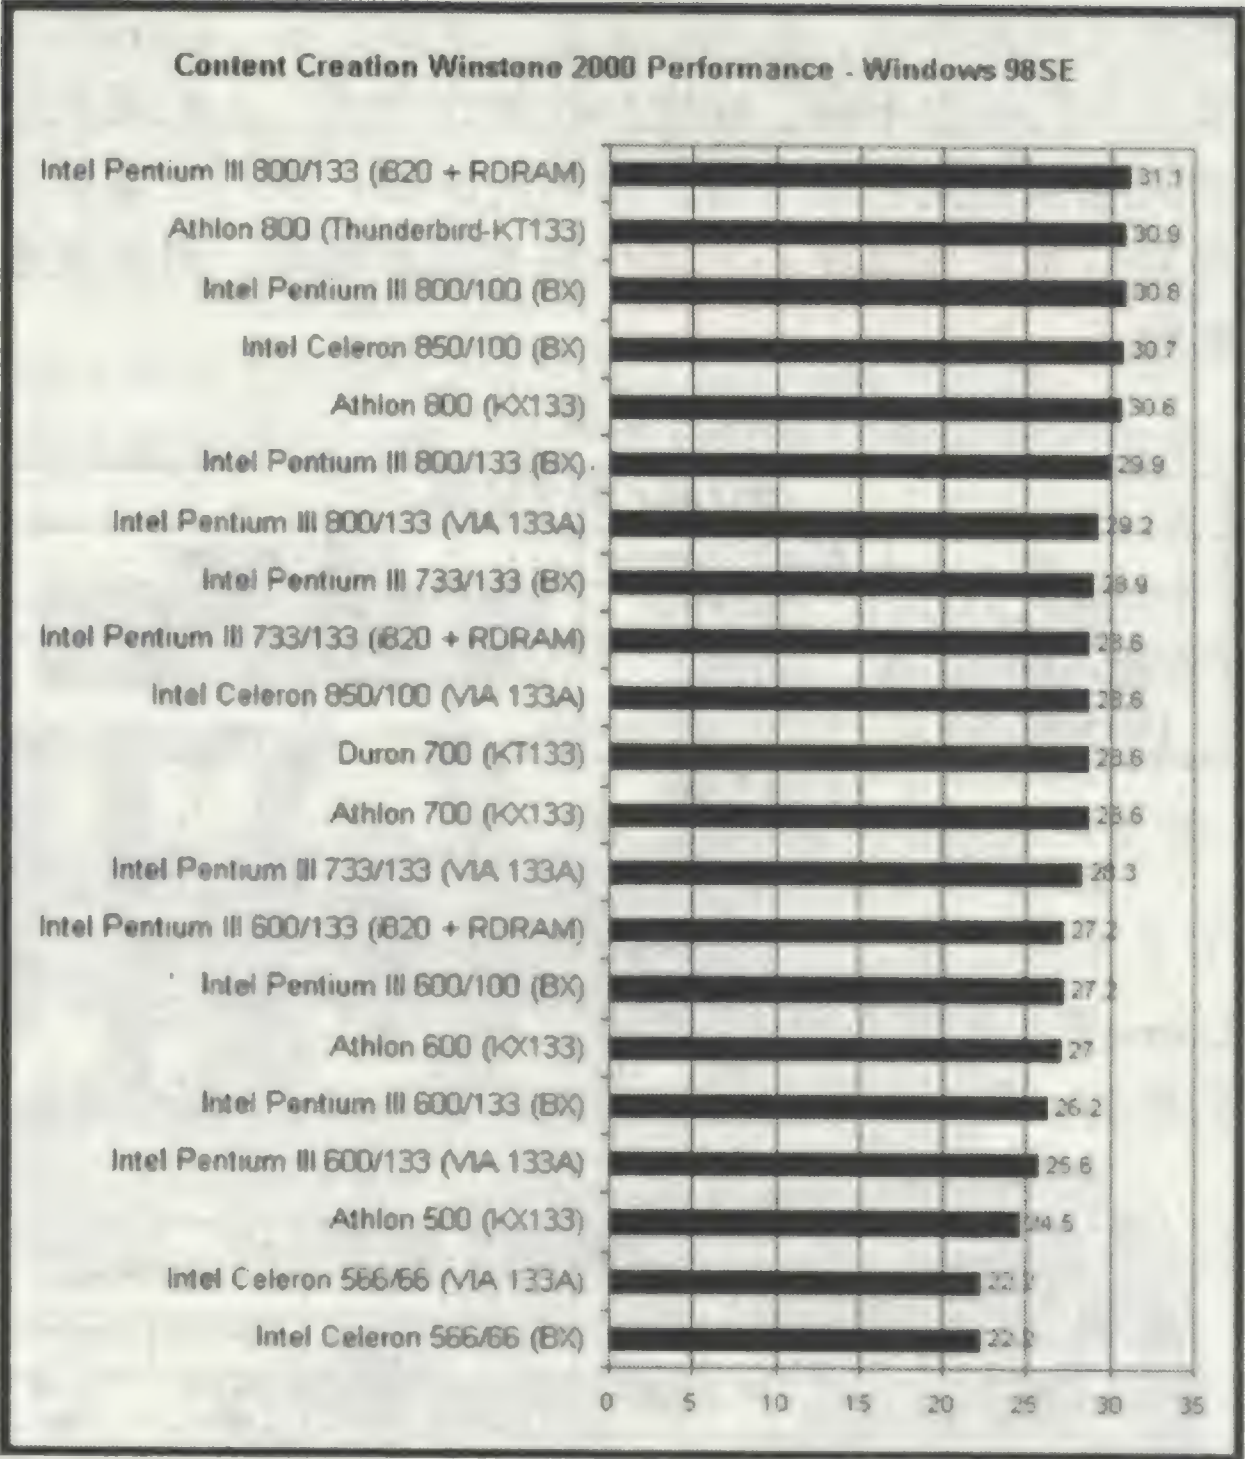 Content Creation Winstone 2000 Performance - Windows 98SE
Intel Pentium III 800/133 (i820 + RDRAM) 31.1
Athlon 800 (Thunderbird-KT133) 30.9
Intel Pentium III 800/100 (BX) 30.8
Intel Celeron 850/100 (BX) 30.7
Athlon 800 (KX133) 30.6
Intel Pentium III 800/133 (BX) 29.9
Intel Pentium III 800/133 (VIA 133A) 29.2
Intel Pentium III 733/133 (BX) 28.9
Intel Pentium III 733/133 (i820 + RDRAM) 28.6
Intel Celeron 850/100 (VIA 133A) 28.6
Duron 700 (KT133) 28.6
Athlon 700 (KX133) 28.6
Intel Pentium III 733/133 (VIA 133A) 28.3
Intel Pentium III 600/133 (i820 + RDRAM) 27.2
Intel Pentium III 600/100 (BX) 27.2
Athlon 600 (KX133) 27
Intel Pentium III 600/133 (BX) 26.2
Intel Pentium III 600/133 (VIA 133A) 25.6
Athlon 500 (KX133) 24.5
Intel Celeron 566/66 (VIA 133A) 22.2
Intel Celeron 566/66 (BX) 22.2
0 5 10 15 20 25 30 35